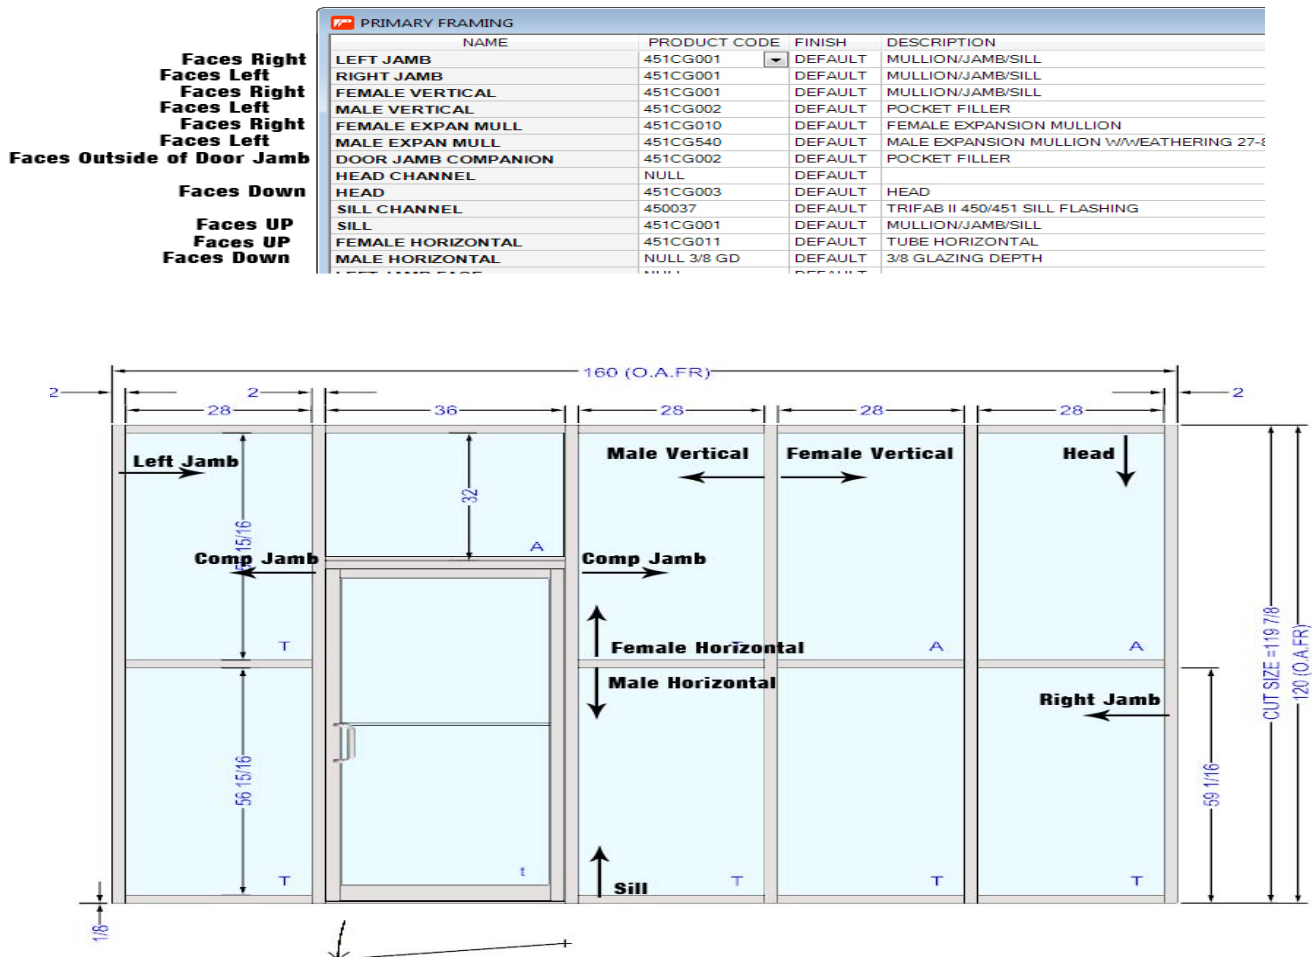 PRIMARY FRAMING
NAME PRODUCT CODE FINISH DESCRIPTION
Faces Right LEFT JAMB 451CG001 DEFAULT MULLION/JAMB/SILL
Faces Left RIGHT JAMB 451CG001 DEFAULT MULLION/JAMB/SILL
Faces Right FEMALE VERTICAL 451CG001 DEFAULT MULLION/JAMB/SILL
Faces Left MALE VERTICAL 451CG002 DEFAULT POCKET FILLER
Faces Right FEMALE EXPAN MULL 451CG010 DEFAULT FEMALE EXPANSION MULLION
Faces Left MALE EXPAN MULL 451CG540 DEFAULT MALE EXPANSION MULLION W/WEATHERING 27-8
Faces Outside of Door Jamb DOOR JAMB COMPANION 451CG002 DEFAULT POCKET FILLER
HEAD CHANNEL NULL DEFAULT
Faces Down HEAD 451CG003 DEFAULT HEAD
SILL CHANNEL 450037 DEFAULT TRIFAB II 450/451 SILL FLASHING
Faces UP SILL 451CG001 DEFAULT MULLION/JAMB/SILL
Faces UP FEMALE HORIZONTAL 451CG011 DEFAULT TUBE HORIZONTAL
Faces Down MALE HORIZONTAL NULL 3/8 GD DEFAULT 3/8 GLAZING DEPTH
160 (O.A.FR)
2 2 2
28 36 28 28 28
Left Jamb Male Vertical Female Vertical Head
32
15/16
A
Comp Jamb Comp Jamb
T Female Horizontal A A
Male Horizontal
Right Jamb
CUT SIZE =119 7/8
120 (O.A.FR)
56 15/16
59 1/16
t
T Sill T T T
1/8